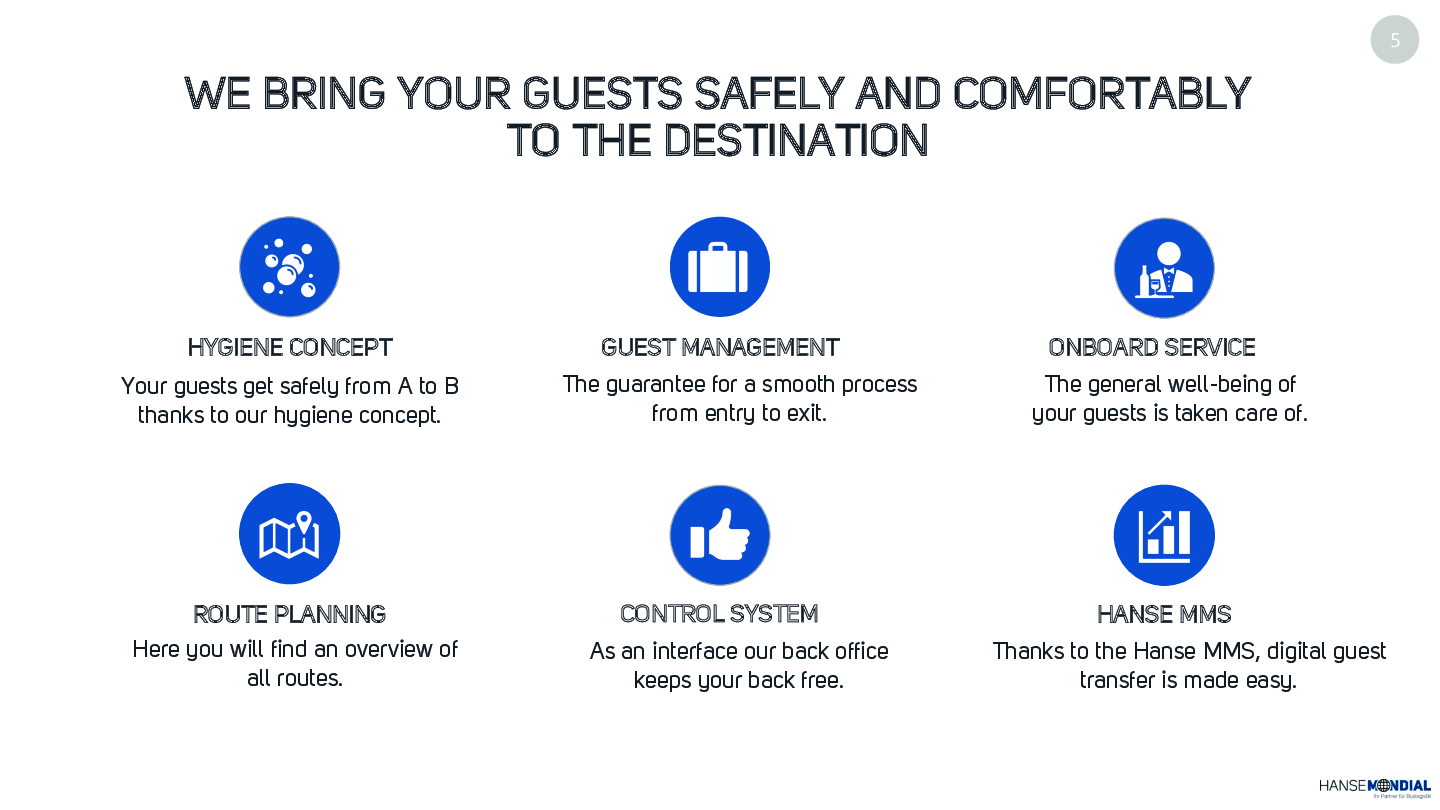 5
WE BRING YOUR GUESTS SAFELY AND COMFORTABLY
TO THE DESTINATION
HYGIENE CONCEPT
Your guests get safely from A to B
thanks to our hygiene concept.
GUEST MANAGEMENT
The guarantee for a smooth process
from entry to exit.
ONBOARD SERVICE
The general well-being of
your guests is taken care of.
ROUTE PLANNING
Here you will find an overview of
all routes.
CONTROL SYSTEM
As an interface our back office
keeps your back free.
HANSE MMS
Thanks to the Hanse MMS, digital guest
transfer is made easy.
HANSEMONDIAL
Ihr Partner für Buslogistik